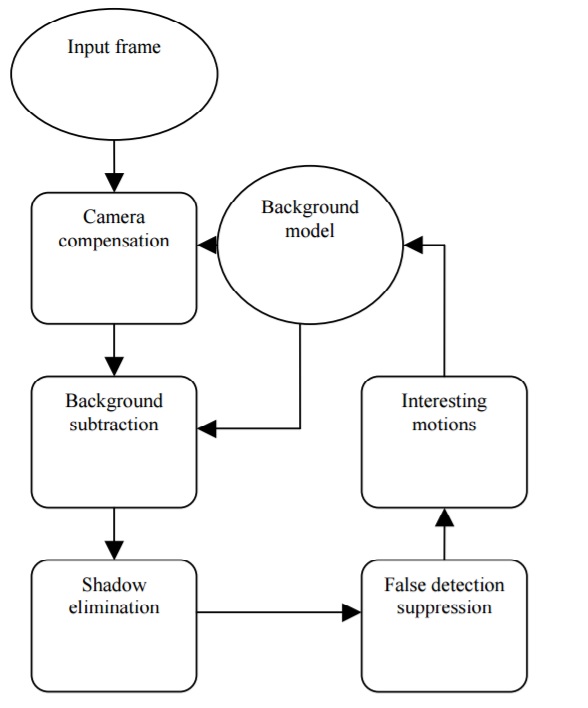 Input frame
Camera
compensation
Background
model
Background
subtraction
Interesting
motions
Shadow
elimination
False detection
suppression